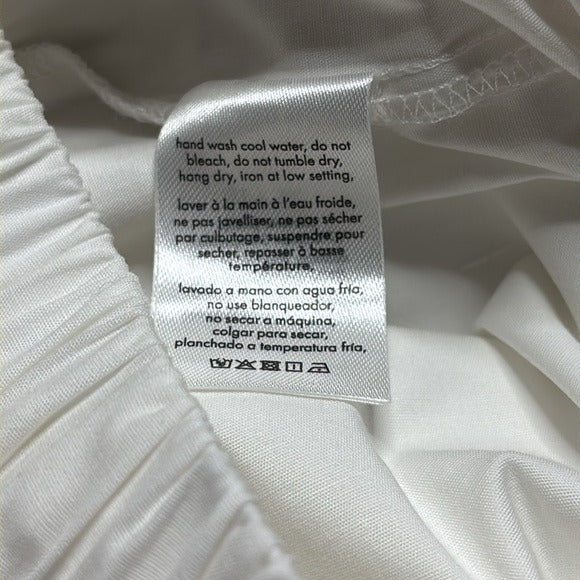 hand wash cool water, do not
bleach, do not tumble dry,
hang dry, iron at low setting,
laver à la main à l'eau froide,
ne pas javelliser, ne pas sécher
par culbutage, suspendre pour
secher, repasser à basse
température,
lavado a mano con agua fría,
no use blanqueador,
no secar a máquina,
colgar para secar,
planchado a temperatura fría,